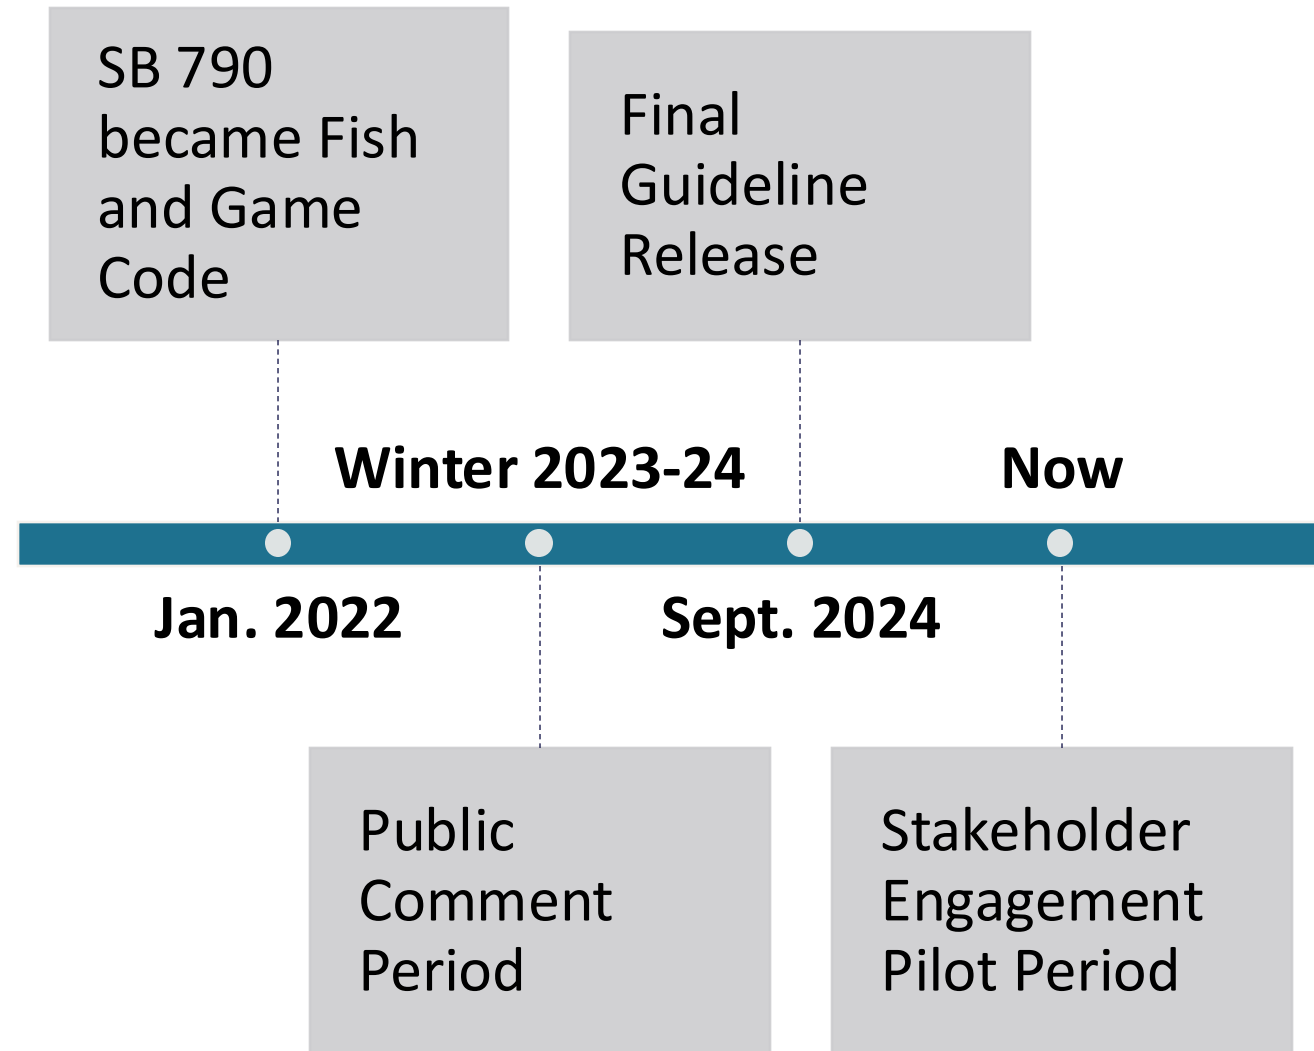 SB 790
became Fish
and Game
Code
Final
Guideline
Release
Winter 2023-24
Now
Jan. 2022
Sept. 2024
Public
Comment
Period
Stakeholder
Engagement
Pilot Period